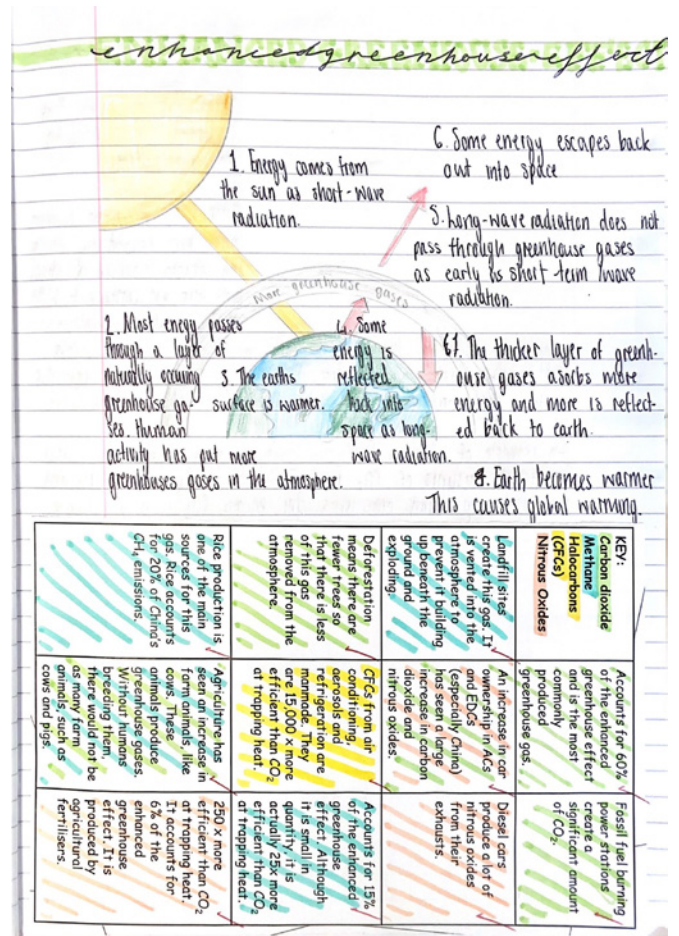 enhanced greenhouse effect
1. Energy comes from
the sun as short-wave
radiation.
6. Some energy escapes back
out into space
5. Long-wave radiation does not
pass through greenhouse gases
as early as short term/wave
radiation.
More greenhouse gases
2. Most enegy passes
through a layer of
naturally occuring
greenhouse ga-
ses. Human
activity has put more
greenhouses gases in the atmosphere.
3. The earths
surface is warmer.
4. Some
energy is
reflected
back into
space as long-
wave radiation.
67. The thicker layer of greenh-
ouse gases asorbs more
energy and more is reflect-
ed back to earth.
8. Earth becomes warmer
This causes global warming.
KEY:
Carbon dioxide
Methane
Halocarbons
(CFCs)
Nitrous Oxides
Accounts for 60%
of the enhanced
greenhouse effect
and is the most
commonly
produced
greenhouse gas.
Fossil fuel burning
power stations
create a
significant amount
of CO₂.
Landfill sites
create this gas. It
is vented into the
atmosphere to
prevent it building
up beneath the
ground and
exploding.
An increase in car
ownership in ACs
and EDCs
(especially China)
has seen a large
increase in carbon
dioxide and
nitrous oxides.
Diesel cars
produce a lot of
nitrous oxides
from their
exhausts.
Deforestation
means there are
fewer trees so
that there is less
of this gas
removed from the
atmosphere.
CFCs from air
conditioning,
aerosols and
refrigeration are
manmade. They
are 15,000 x more
efficient than CO₂
at trapping heat.
Accounts for 15%
of the enhanced
greenhouse
effect. Although
it is small in
quantity it is
actually 25x more
efficient than CO₂
at trapping heat.
Rice production is
one of the main
sources for this
gas. Rice accounts
for 20% of China's
CH₄ emissions.
Agriculture has
seen an increase in
farm animals, like
cows. These
animals produce
greenhouse gases.
Without humans
breeding them,
there would not be
as many farm
animals, such as
cows and pigs.
250 x more
efficient than CO₂
at trapping heat.
It accounts for
6% of the
enhanced
greenhouse
effect. It is
produced by
agricultural
fertilisers.